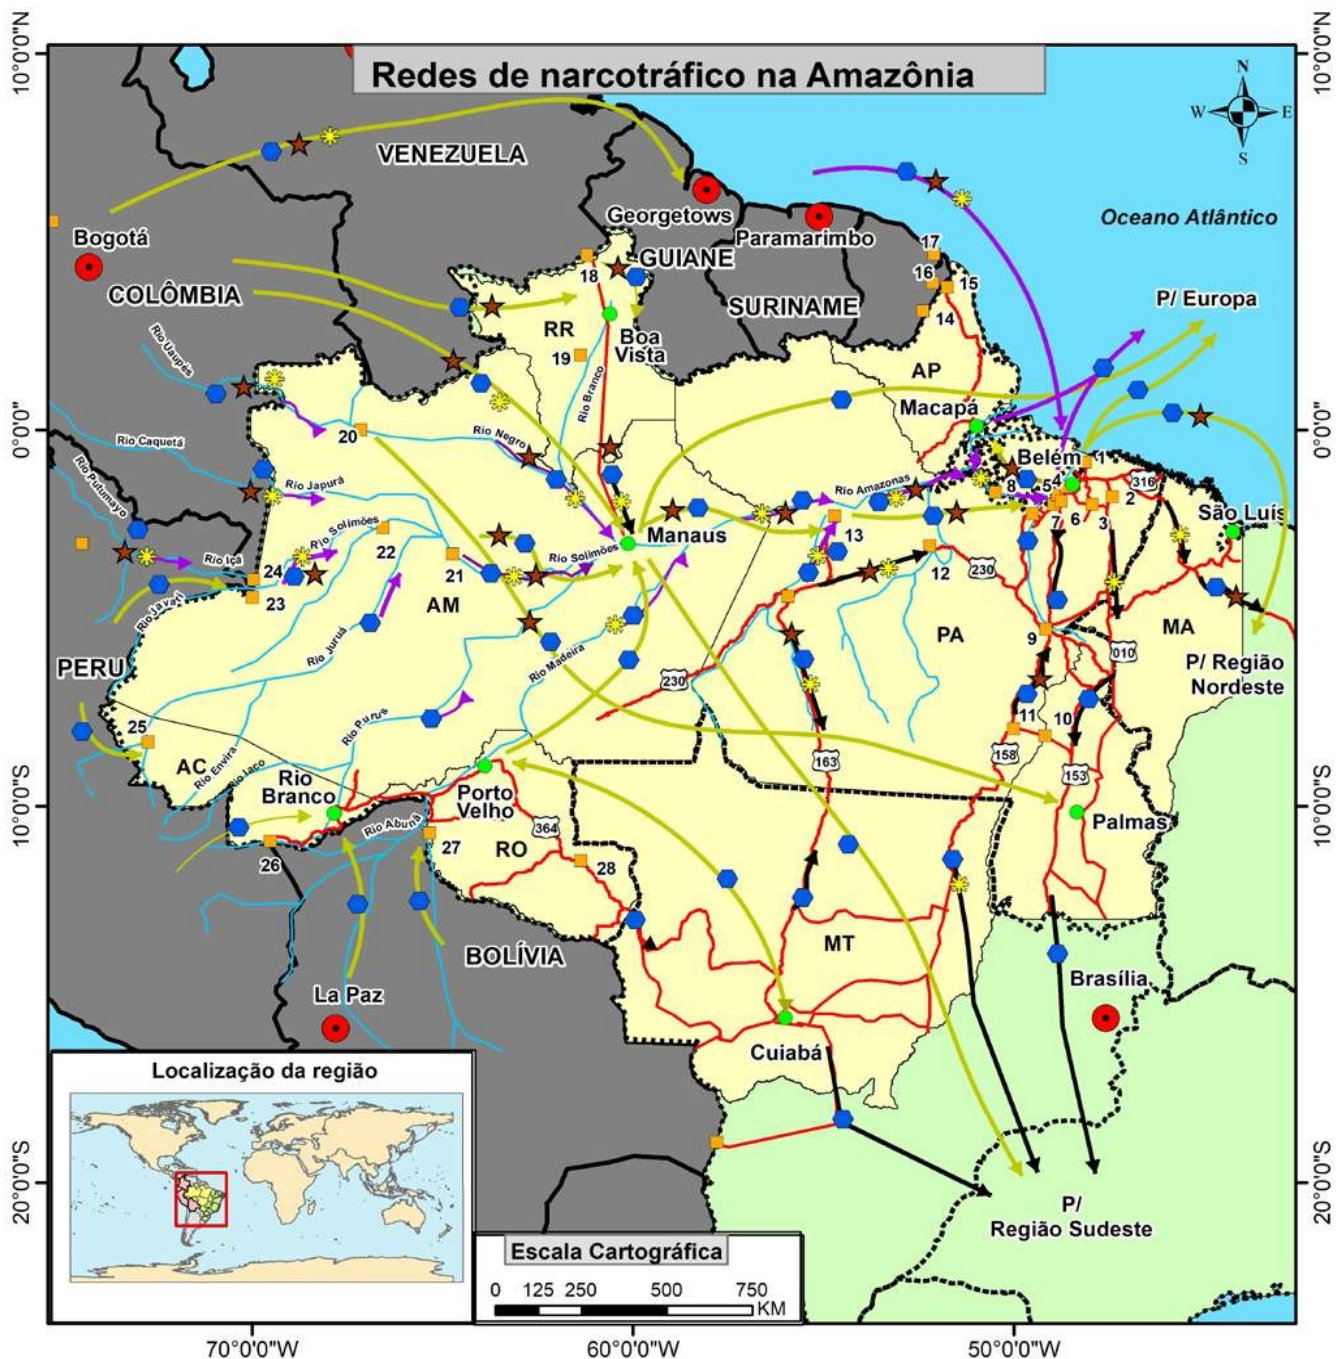 Redes de narcotráfico na Amazônia
10°0'0"N
10°0'0"N
N
W
E
S
VENEZUELA
Georgetows
Paramarimbo
Oceano Atlântico
Bogotá
17
18
GUIANE
16
15
COLÔMBIA
SURINAME
14
P/ Europa
RR
Boa
Vista
Rio Uaupés
19
Rio Branco
AP
Macapá
0°0'0"
0°0'0"
20
Rio Negro
Rio Caquetá
Belém
1
316
Rio Putumayo
Rio Japurá
Rio Amazonas
8
5
4
2
7
6
3
São Luís
Rio Solimões
22
Manaus
13
Rio Içá
24
Rio Solimões
12
230
23
21
Rio Javari
AM
PA
9
MA
Rio Juruá
010
PERU
Rio Madeira
230
P/ Região
Nordeste
Rio Purus
11
10
25
163
158
153
AC
Rio Envira
Rio Iaco
Rio
Branco
Porto
Velho
10°0'0"S
10°0'0"S
Rio Abunã
364
Palmas
27
RO
26
28
BOLÍVIA
MT
La Paz
Brasília
Cuiabá
Localização da região
20°0'0"S
20°0'0"S
P/
Região Sudeste
Escala Cartográfica
0 125 250 500 750
KM
70°0'0"W
60°0'0"W
50°0'0"W